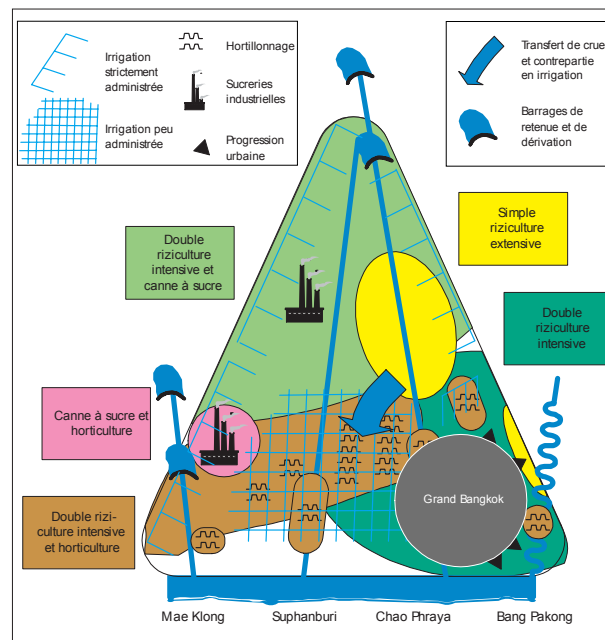 Irrigation
strictement
administrée
Irrigation peu
administrée
Hortillonnage
Sucreries
industrielles
Progression
urbaine
Transfert de crue
et contrepartie
en irrigation
Barrages de
retenue et de
dérivation
Double
riziculture
intensive et
canne à sucre
Simple
riziculture
extensive
Double
riziculture
intensive
Canne à sucre et
horticulture
Double rizi-
culture intensive
et horticulture
Grand Bangkok
Mae Klong
Suphanburi
Chao Phraya
Bang Pakong